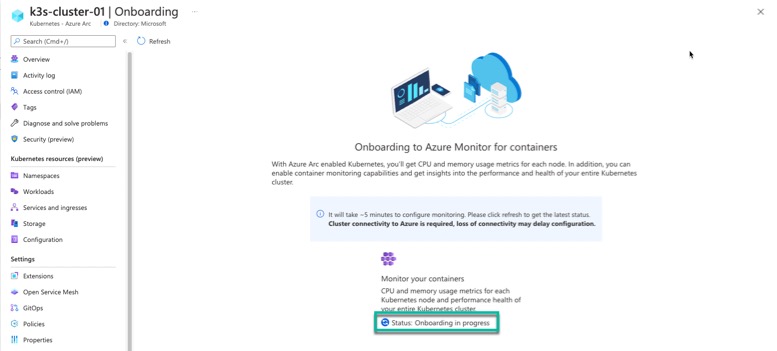 k3s-cluster-01 | Onboarding ...
Kubernetes - Azure Arc Directory: Microsoft
Search (Cmd+/)
Refresh
Overview
Activity log
Access control (IAM)
Tags
Diagnose and solve problems
Security (preview)
Kubernetes resources (preview)
Namespaces
Workloads
Services and ingresses
Storage
Configuration
Settings
Extensions
Open Service Mesh
GitOps
Policies
Properties
Onboarding to Azure Monitor for containers
With Azure Arc enabled Kubernetes, you'll get CPU and memory usage metrics for each node. In addition, you can
enable container monitoring capabilities and get insights into the performance and health of your entire Kubernetes
cluster.
It will take ~5 minutes to configure monitoring. Please click refresh to get the latest status.
Cluster connectivity to Azure is required, loss of connectivity may delay configuration.
Monitor your containers
CPU and memory usage metrics for each
Kubernetes node and performance health of
your entire Kubernetes cluster
Status: Onboarding in progress